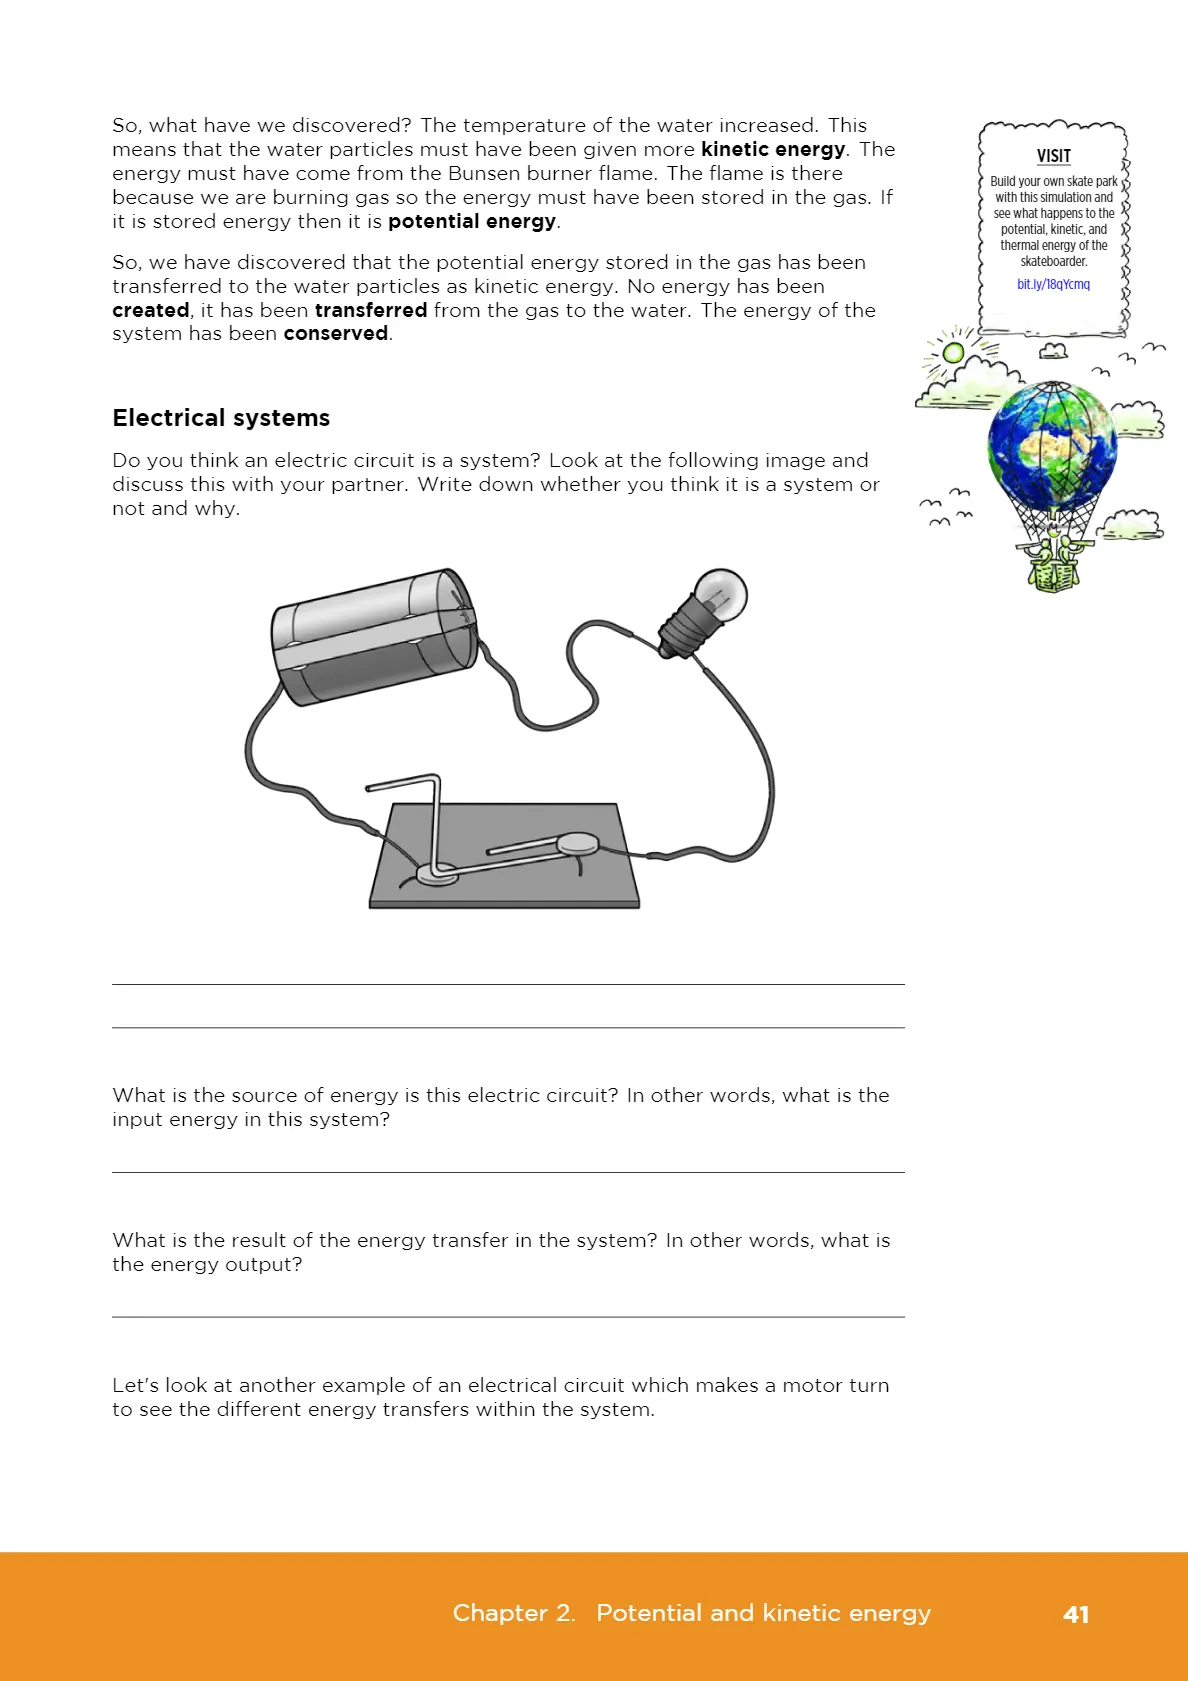 So, what have we discovered? The temperature of the water increased. This
means that the water particles must have been given more kinetic energy. The
energy must have come from the Bunsen burner flame. The flame is there
because we are burning gas so the energy must have been stored in the gas. If
it is stored energy then it is potential energy.
So, we have discovered that the potential energy stored in the gas has been
transferred to the water particles as kinetic energy. No energy has been
created, it has been transferred from the gas to the water. The energy of the
system has been conserved.
VISIT
Build your own skate park
with this simulation and
see what happens to the
potential, kinetic, and
thermal energy of the
skateboarder.
bit.ly/18qYcmq
Electrical systems
Do you think an electric circuit is a system? Look at the following image and
discuss this with your partner. Write down whether you think it is a system or
not and why.
What is the source of energy is this electric circuit? In other words, what is the
input energy in this system?
What is the result of the energy transfer in the system? In other words, what is
the energy output?
Let's look at another example of an electrical circuit which makes a motor turn
to see the different energy transfers within the system.
Chapter 2. Potential and kinetic energy 41